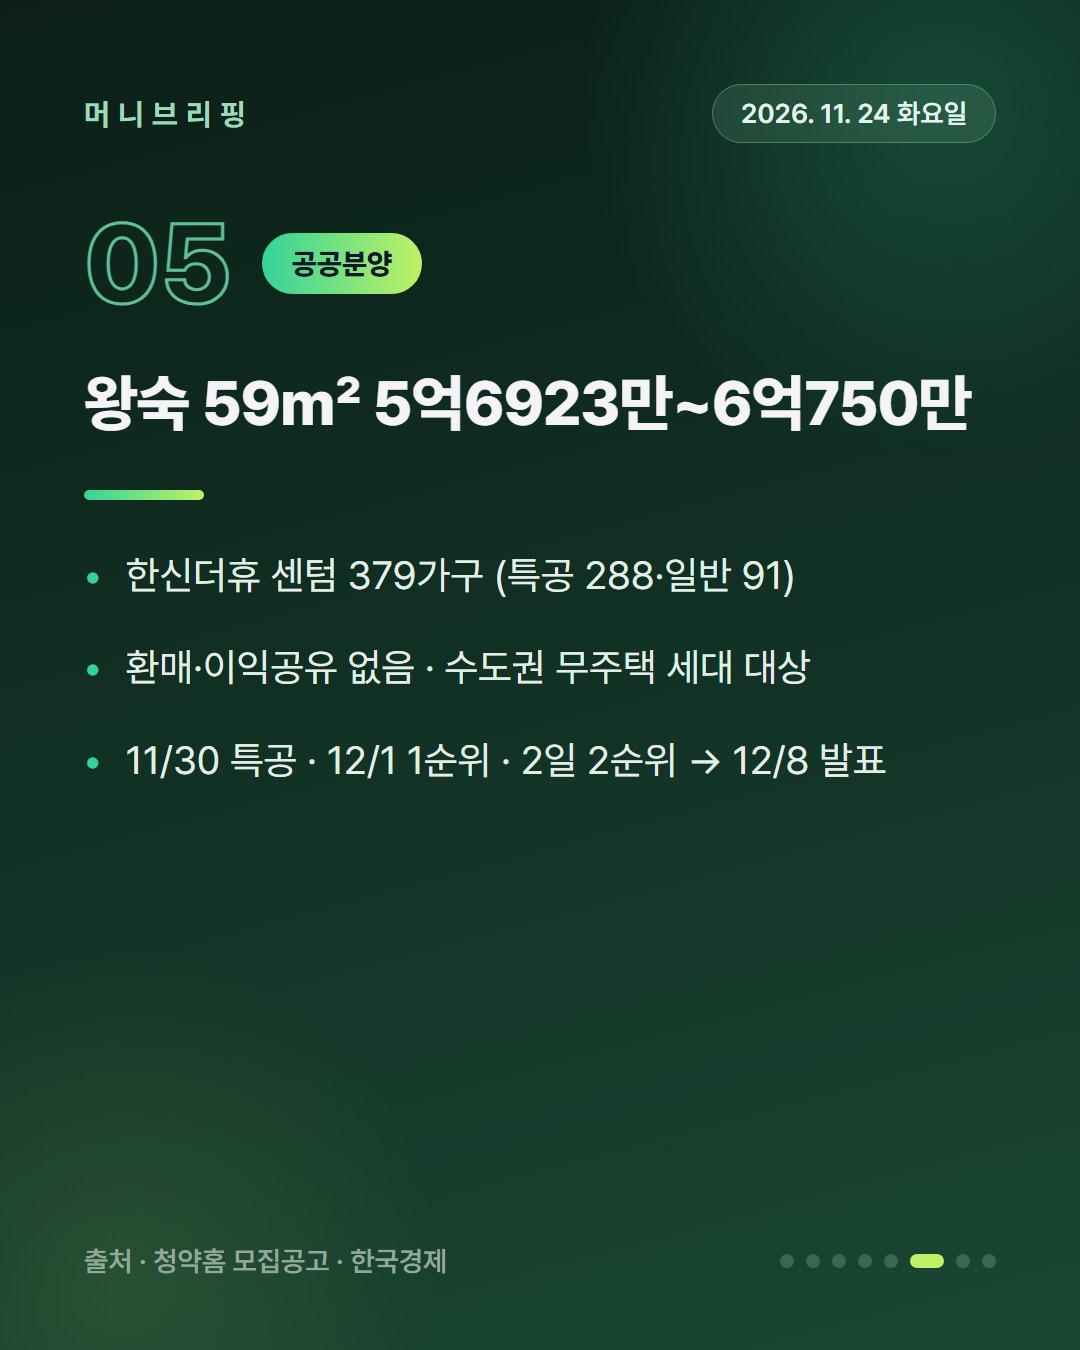 머니브리핑
2026. 11. 24 화요일
05
공공분양
왕숙 59m² 5억6923만~6억750만
• 한신더휴 센텀 379가구 (특공 288·일반 91)
• 환매·이익공유 없음 · 수도권 무주택 세대 대상
• 11/30 특공 · 12/1 1순위 · 2일 2순위 → 12/8 발표
출처 · 청약홈 모집공고 · 한국경제